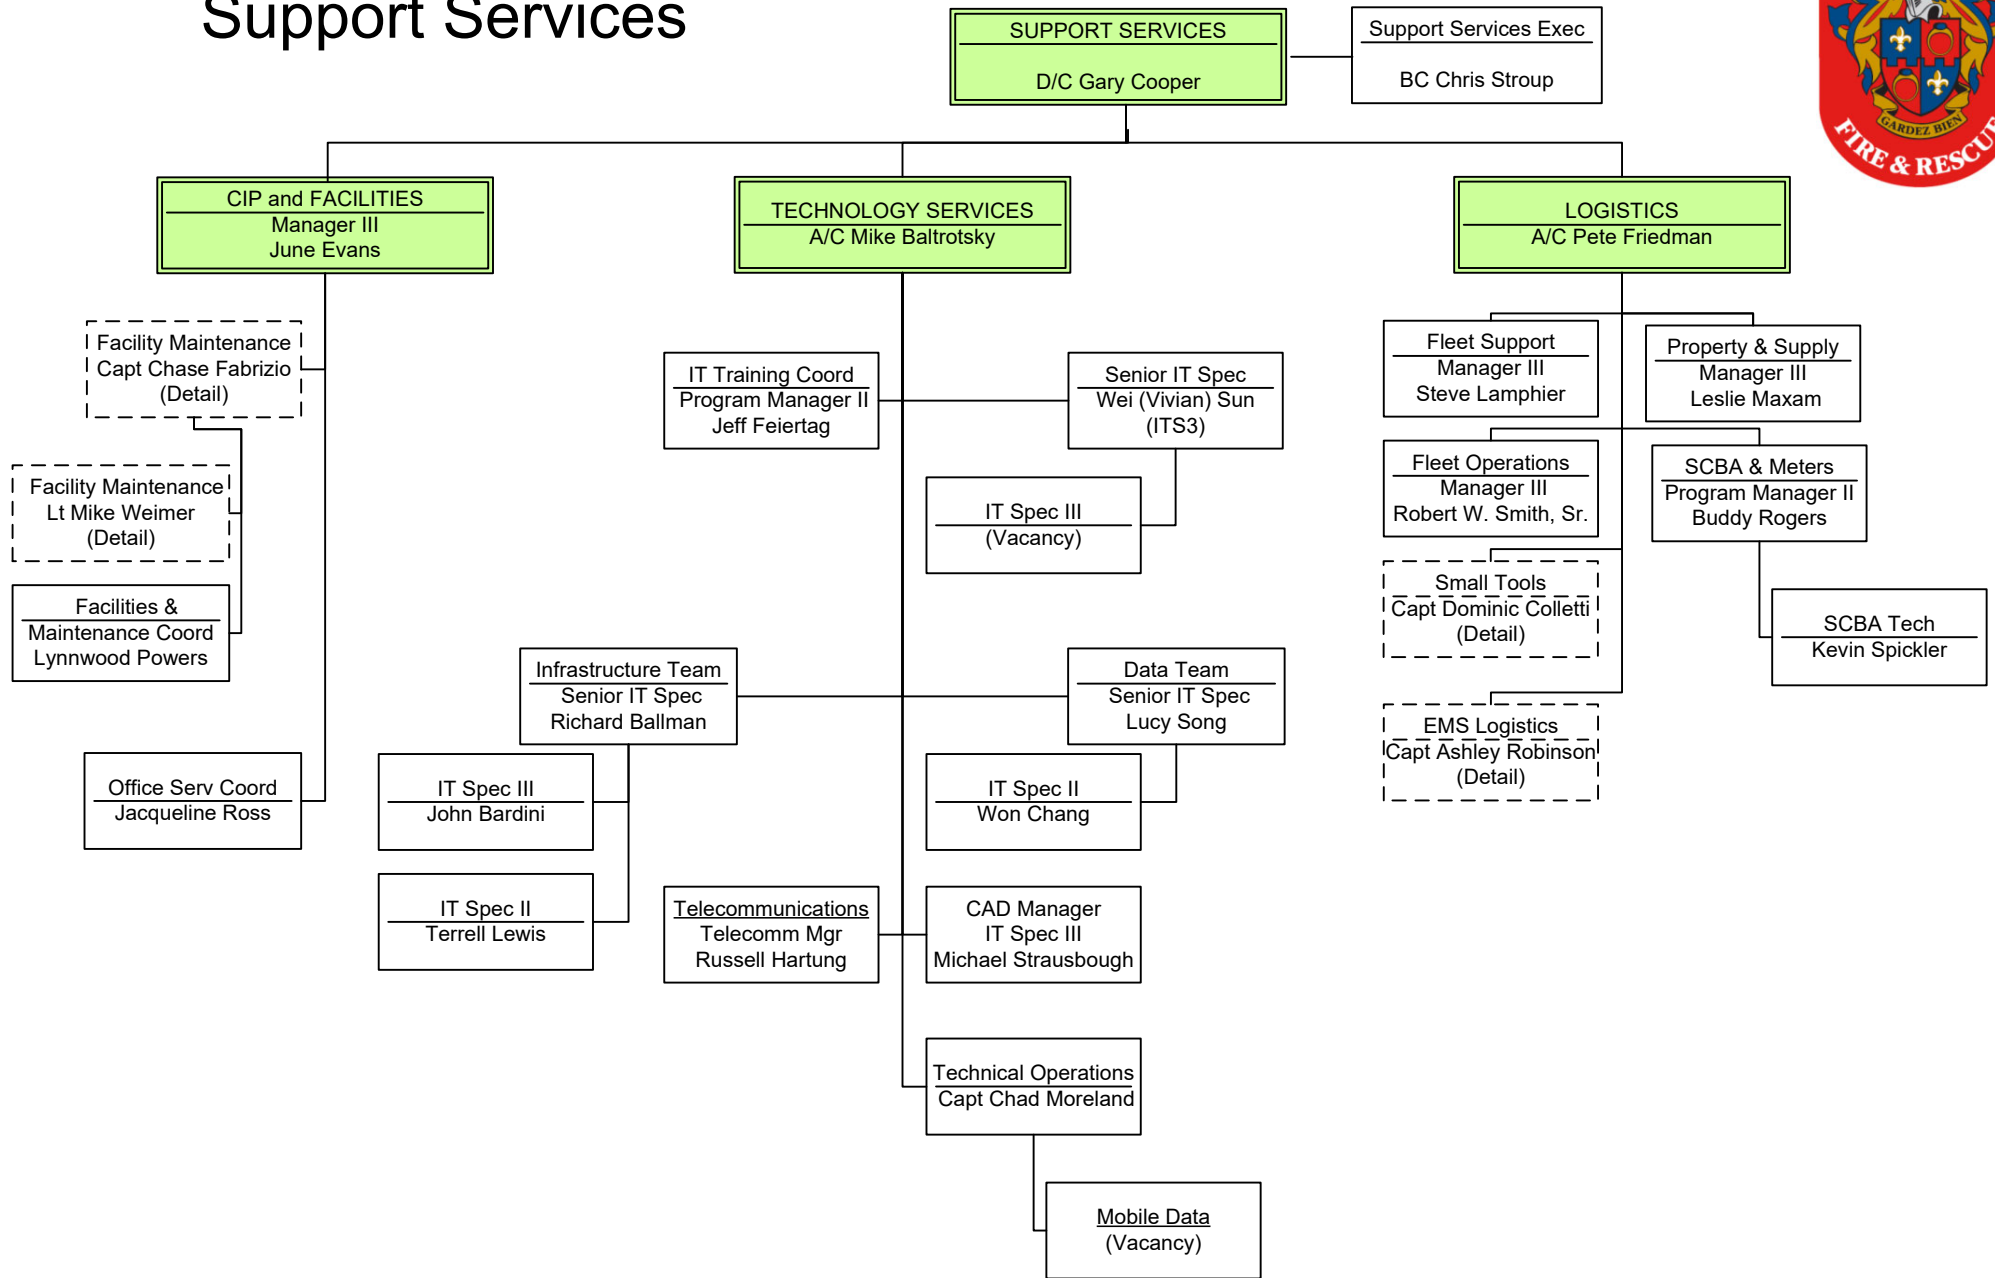 Support Services
SUPPORT SERVICES
D/C Gary Cooper
Support Services Exec
BC Chris Stroup
GARDEZ BIEN
FIRE & RESCUE
CIP and FACILITIES
Manager III
June Evans
TECHNOLOGY SERVICES
A/C Mike Baltrotsky
LOGISTICS
A/C Pete Friedman
Facility Maintenance
Capt Chase Fabrizio
(Detail)
Facility Maintenance
Lt Mike Weimer
(Detail)
Facilities &
Maintenance Coord
Lynnwood Powers
Office Serv Coord
Jacqueline Ross
IT Training Coord
Program Manager II
Jeff Feiertag
Senior IT Spec
Wei (Vivian) Sun
(ITS3)
IT Spec III
(Vacancy)
Infrastructure Team
Senior IT Spec
Richard Ballman
Data Team
Senior IT Spec
Lucy Song
IT Spec III
John Bardini
IT Spec II
Won Chang
IT Spec II
Terrell Lewis
Telecommunications
Telecomm Mgr
Russell Hartung
CAD Manager
IT Spec III
Michael Strausbough
Technical Operations
Capt Chad Moreland
Mobile Data
(Vacancy)
Fleet Support
Manager III
Steve Lamphier
Property & Supply
Manager III
Leslie Maxam
Fleet Operations
Manager III
Robert W. Smith, Sr.
SCBA & Meters
Program Manager II
Buddy Rogers
Small Tools
Capt Dominic Colletti
(Detail)
SCBA Tech
Kevin Spickler
EMS Logistics
Capt Ashley Robinson
(Detail)